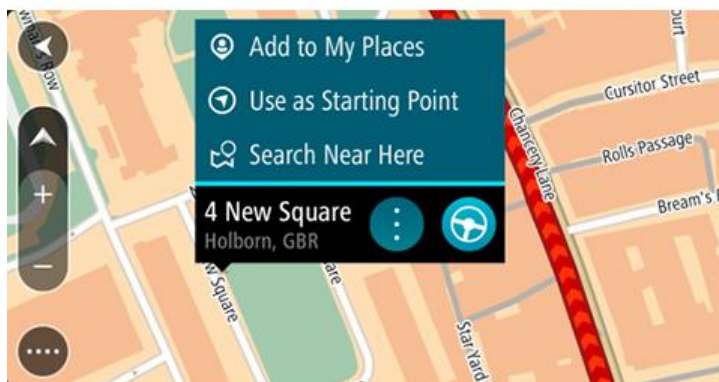 Add to My Places
Use as Starting Point
Search Near Here
4 New Square
Holborn, GBR
Row
Cursitor Street
Chancery Lane
Rolls Passage
Bream's
Square
Star Yard